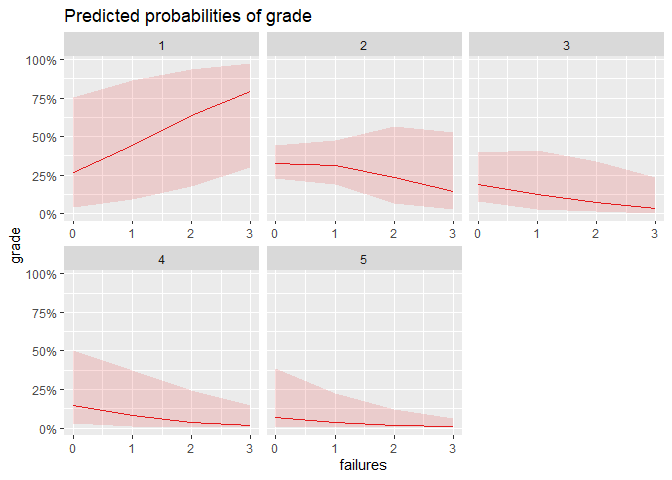 Predicted probabilities of grade
1 2 3
100%
75%
50%
25%
0%
0 1 2 3 0 1 2 3 0 1 2 3
grade
4 5
100%
75%
50%
25%
0%
0 1 2 3 0 1 2 3
failures